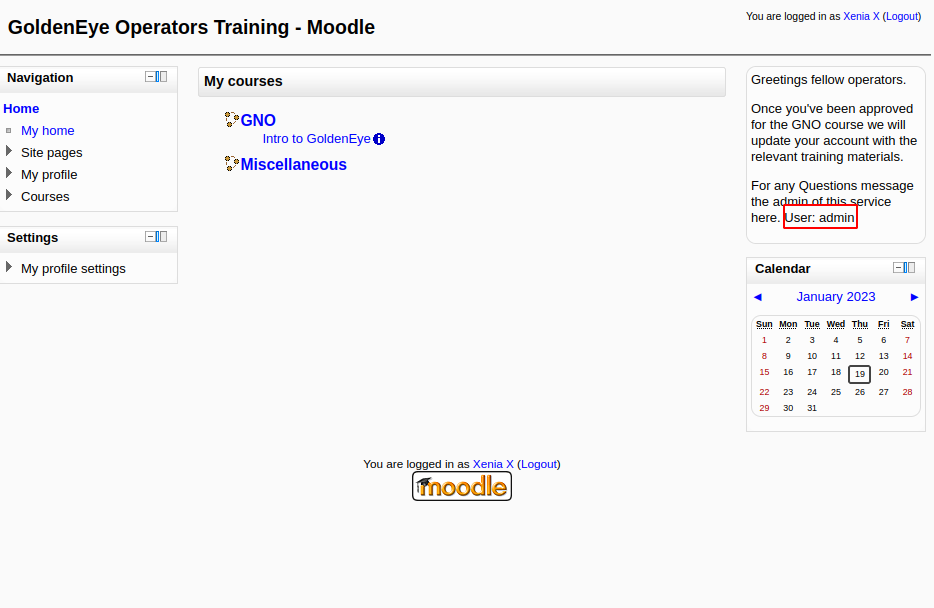 GoldenEye Operators Training - Moodle
You are logged in as Xenia X (Logout)
Navigation
Home
My home
Site pages
My profile
Courses
Settings
My profile settings
My courses
GNO
Intro to GoldenEye
Miscellaneous
Greetings fellow operators.
Once you've been approved
for the GNO course we will
update your account with the
relevant training materials.
For any Questions message
the admin of this service
here. User: admin
Calendar
◄ January 2023 ►
Sun Mon Tue Wed Thu Fri Sat
1 2 3 4 5 6 7
8 9 10 11 12 13 14
15 16 17 18 19 20 21
22 23 24 25 26 27 28
29 30 31
You are logged in as Xenia X (Logout)
moodle